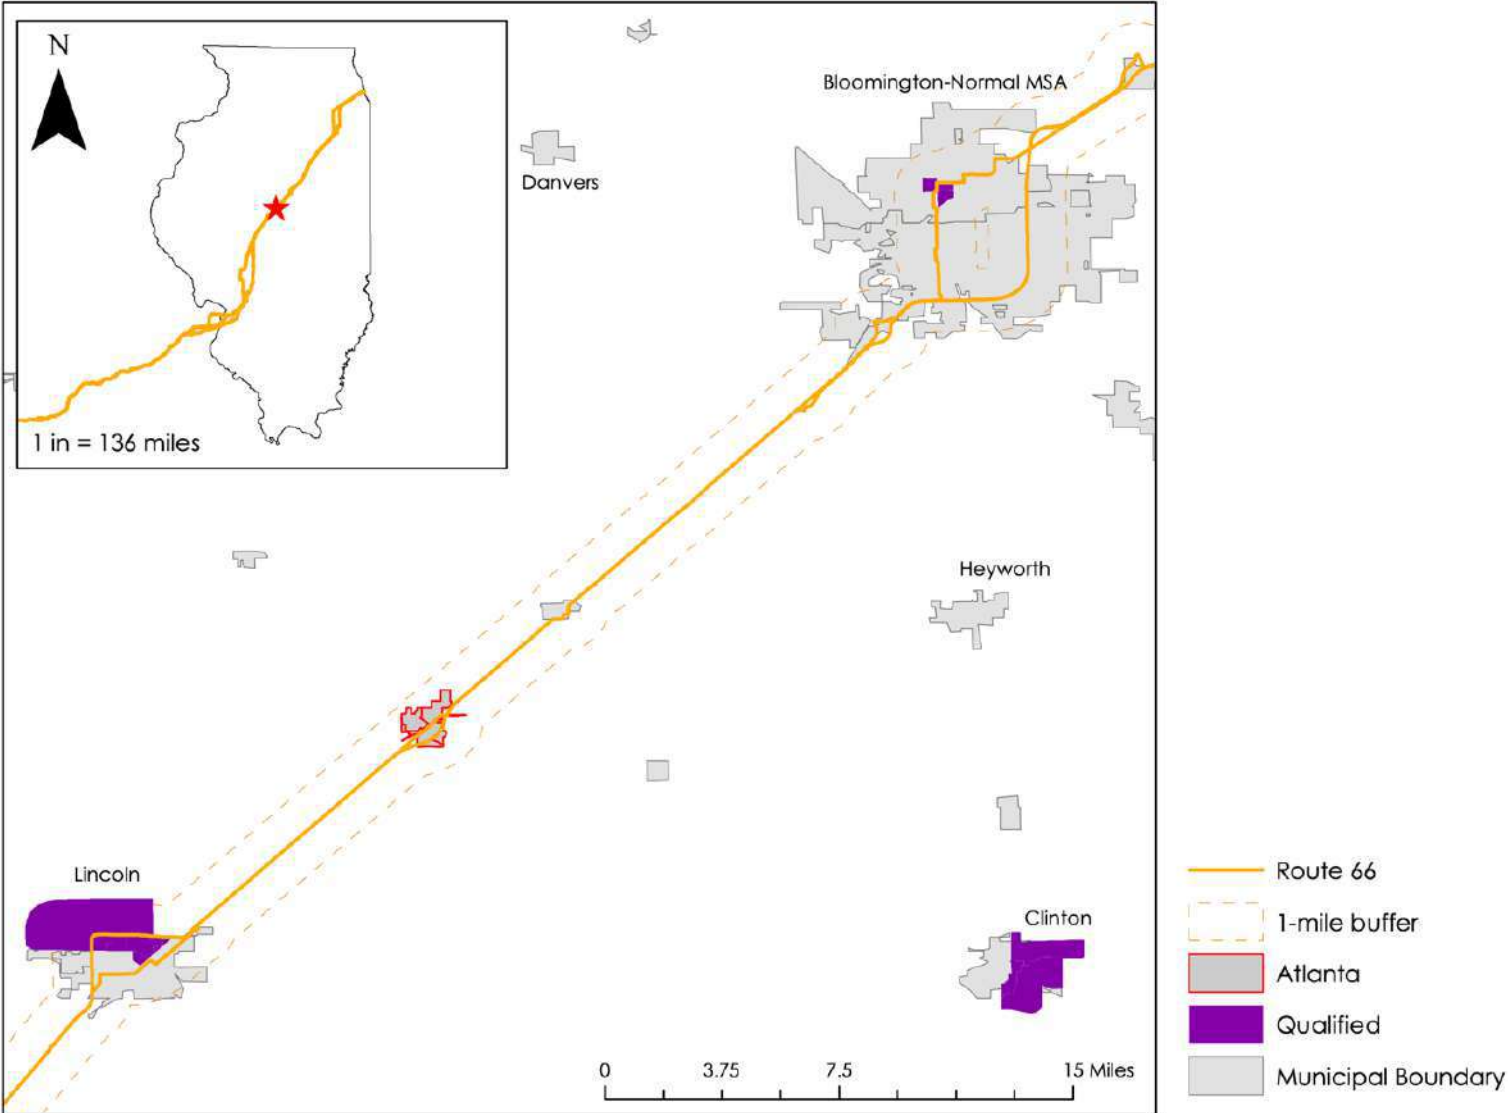 N
Bloomington-Normal MSA
Danvers
1 in = 136 miles
Heyworth
Lincoln
Clinton
0 3.75 7.5 15 Miles
Route 66
1-mile buffer
Atlanta
Qualified
Municipal Boundary